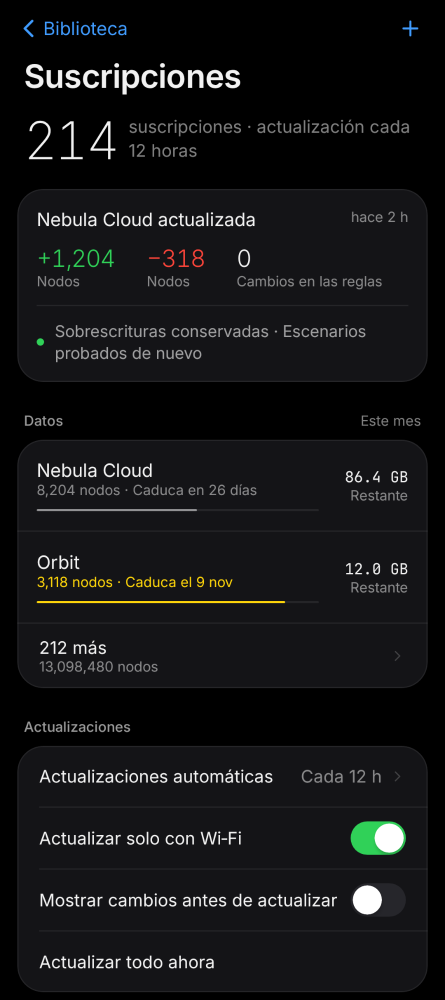 Biblioteca
Suscripciones
214 suscripciones · actualización cada
12 horas
Nebula Cloud actualizada hace 2 h
+1,204 −318 0
Nodos Nodos Cambios en las reglas
Sobrescrituras conservadas · Escenarios
probados de nuevo
Datos Este mes
Nebula Cloud 86.4 GB
8,204 nodos · Caduca en 26 días Restante
Orbit 12.0 GB
3,118 nodos · Caduca el 9 nov Restante
212 más
13,098,480 nodos
Actualizaciones
Actualizaciones automáticas Cada 12 h
Actualizar solo con Wi-Fi
Mostrar cambios antes de actualizar
Actualizar todo ahora